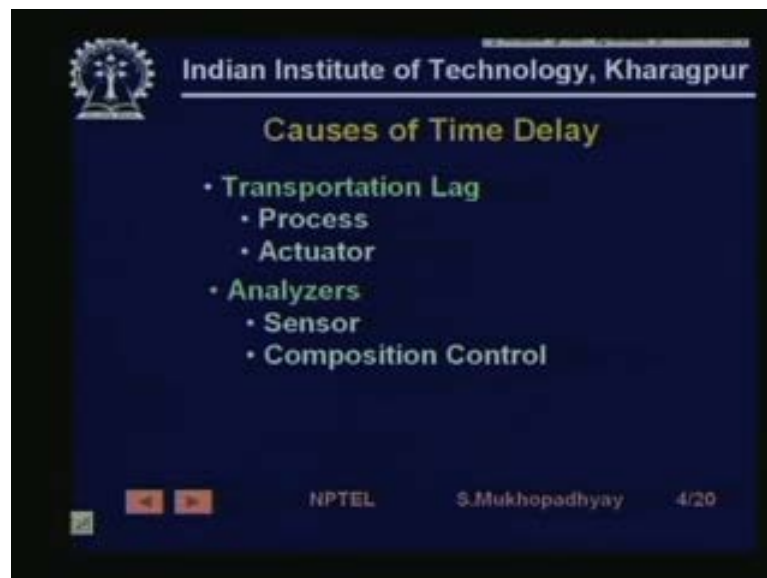 Indian Institute of Technology, Kharagpur
Causes of Time Delay
• Transportation Lag
• Process
• Actuator
• Analyzers
• Sensor
• Composition Control
NPTEL S.Mukhopadhyay 4/20